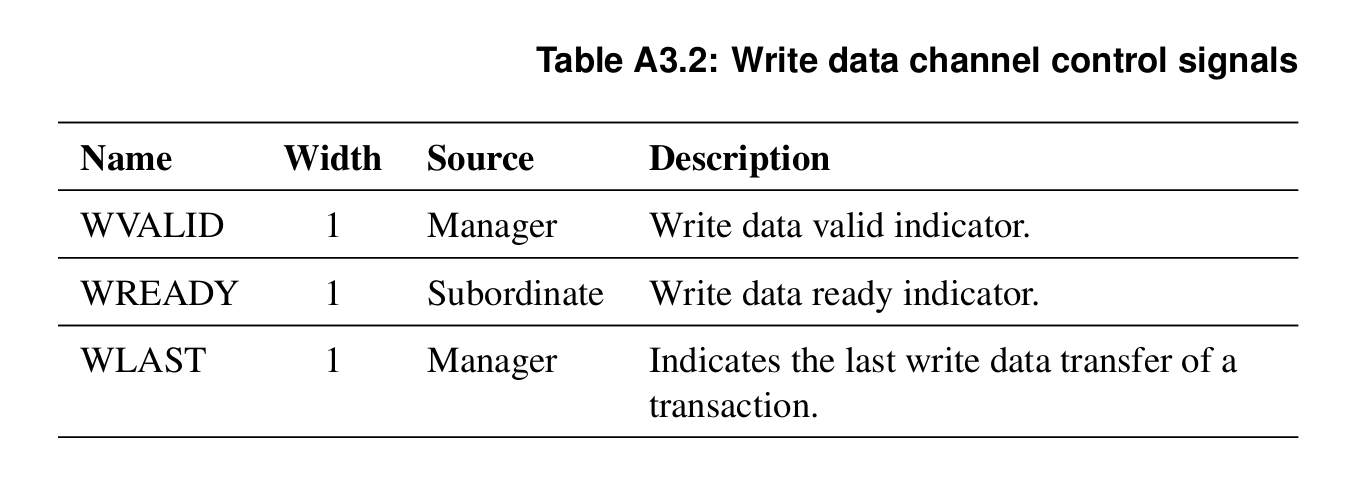 Table A3.2: Write data channel control signals
Name Width Source Description
WVALID 1 Manager Write data valid indicator.
WREADY 1 Subordinate Write data ready indicator.
WLAST 1 Manager Indicates the last write data transfer of a
transaction.